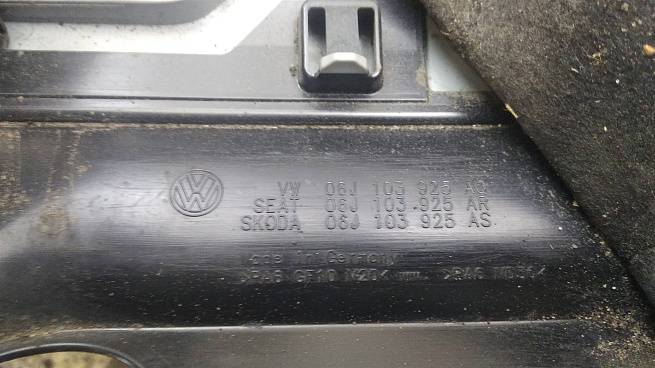 VW 06J 103 925 AQ
SEAT 06J 103 925 AR
SKODA 06J 103 925 AS
Made in Germany
>PA6 GF10 M20<